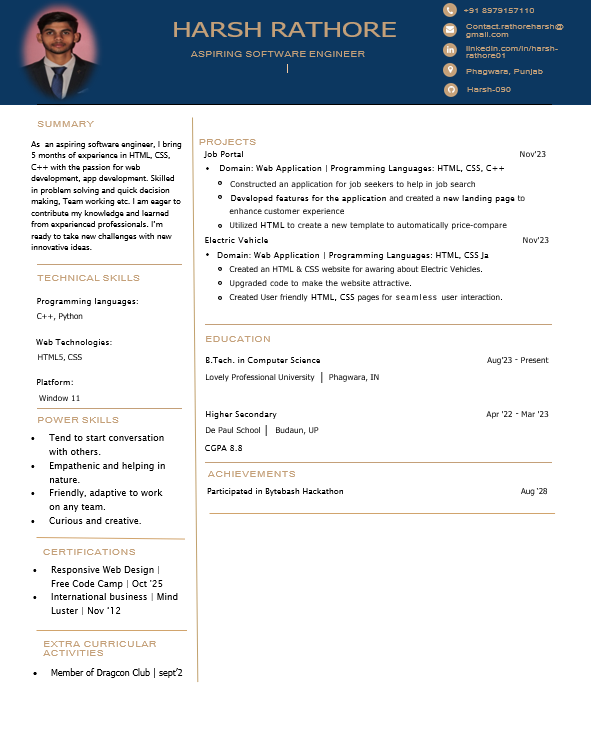 HARSH RATHORE
ASPIRING SOFTWARE ENGINEER
+91 8979157110
Contact.rathoreharsh@
gmail.com
linkedin.com/in/harsh-
rathore01
Phagwara, Punjab
Harsh-090
SUMMARY
As an aspiring software engineer, I bring
5 months of experience in HTML, CSS,
C++ with the passion for web
development, app development. Skilled
in problem solving and quick decision
making, Team working etc. I am eager to
contribute my knowledge and learned
from experienced professionals. I'm
ready to take new challenges with new
innovative ideas.
TECHNICAL SKILLS
Programming languages:
C++, Python
Web Technologies:
HTML5, CSS
Platform:
Window 11
POWER SKILLS
• Tend to start conversation
with others.
• Empathenic and helping in
nature.
• Friendly, adaptive to work
on any team.
• Curious and creative.
CERTIFICATIONS
• Responsive Web Design |
Free Code Camp | Oct '25
• International business | Mind
Luster | Nov '12
EXTRA CURRICULAR
ACTIVITIES
• Member of Dragcon Club | sept'2
PROJECTS
Job Portal Nov'23
• Domain: Web Application | Programming Languages: HTML, CSS, C++
o Constructed an application for job seekers to help in job search
o Developed features for the application and created a new landing page to
enhance customer experience
o Utilized HTML to create a new template to automatically price-compare
Electric Vehicle Nov'23
• Domain: Web Application | Programming Languages: HTML, CSS Ja
o Created an HTML & CSS website for awaring about Electric Vehicles.
o Upgraded code to make the website attractive.
o Created User friendly HTML, CSS pages for seamless user interaction.
EDUCATION
B.Tech. in Computer Science Aug'23 - Present
Lovely Professional University | Phagwara, IN
Higher Secondary Apr '22 - Mar '23
De Paul School | Budaun, UP
CGPA 8.8
ACHIEVEMENTS
Participated in Bytebash Hackathon Aug '28